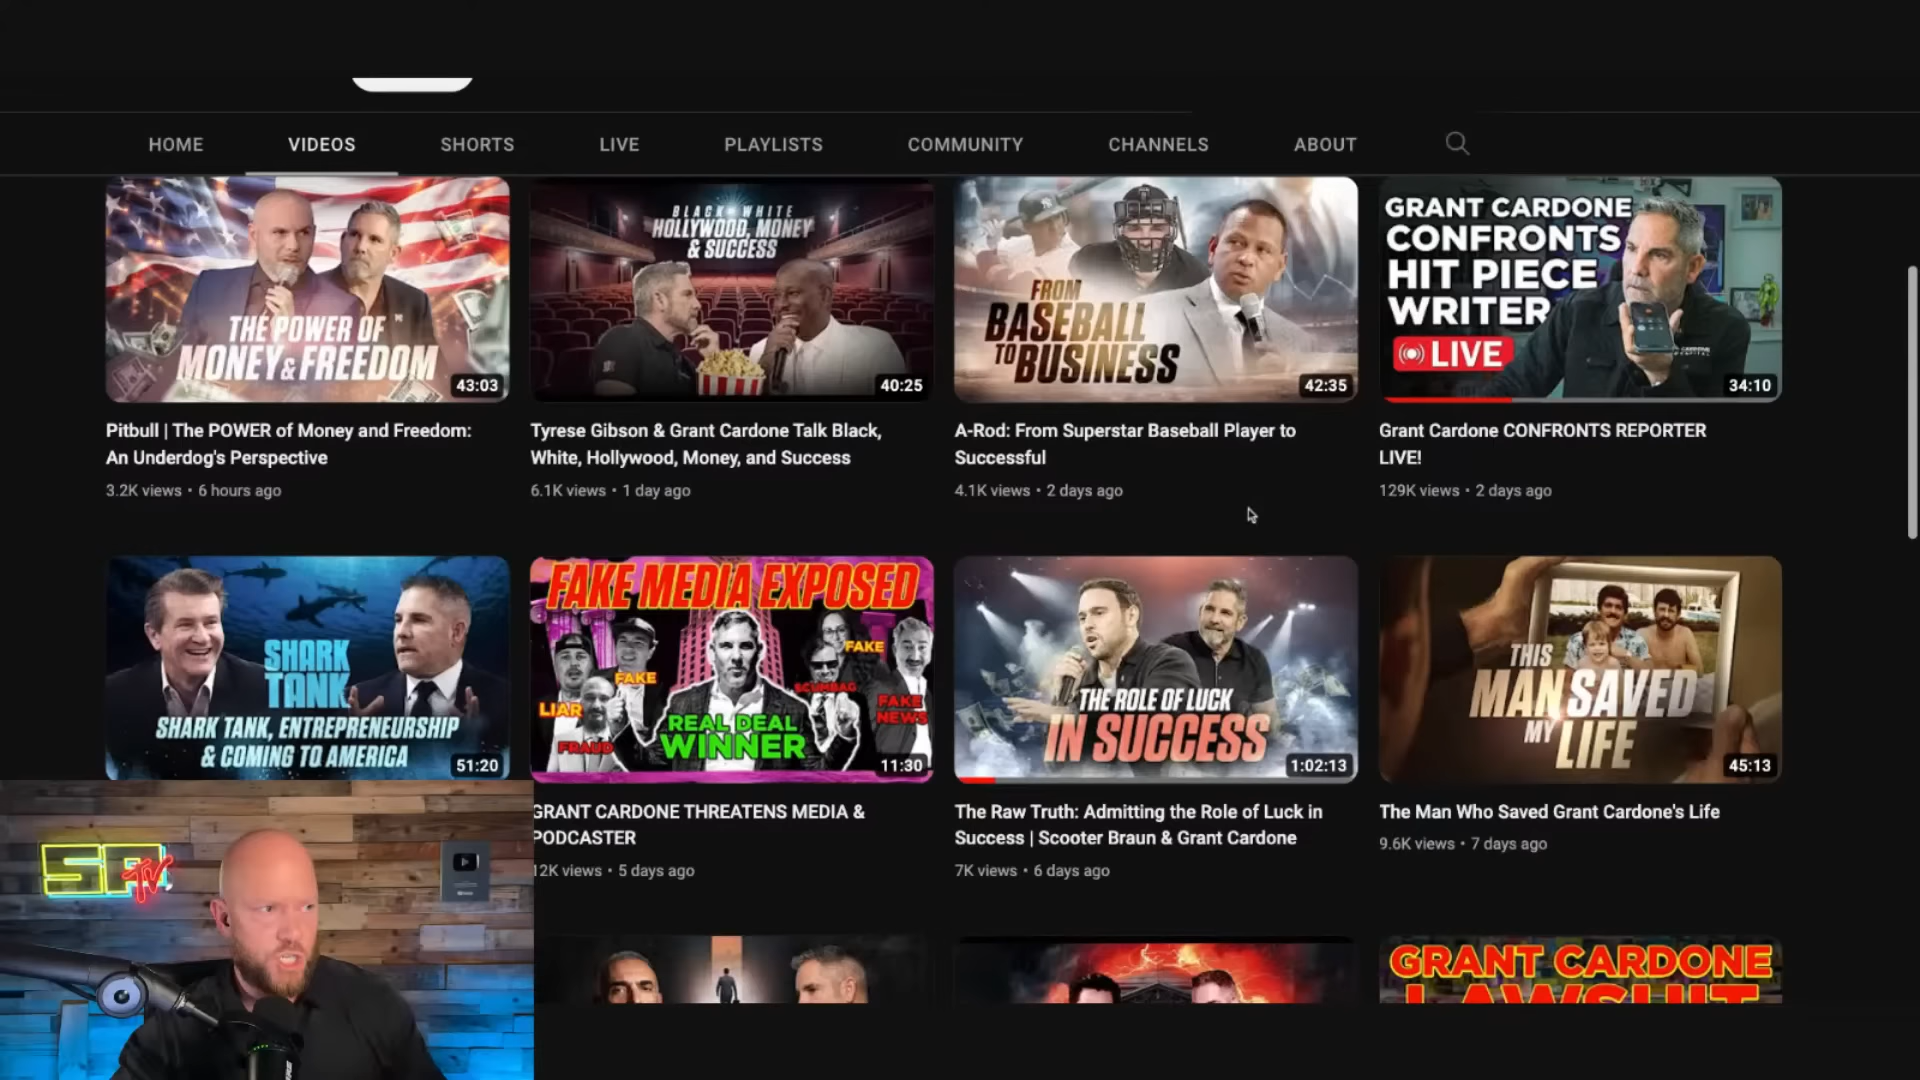 HOME VIDEOS SHORTS LIVE PLAYLISTS COMMUNITY CHANNELS ABOUT
THE POWER OF
MONEY & FREEDOM
43:03
Pitbull | The POWER of Money and Freedom:
An Underdog's Perspective
3.2K views • 6 hours ago
BLACK WHITE
HOLLYWOOD, MONEY
& SUCCESS
40:25
Tyrese Gibson & Grant Cardone Talk Black,
White, Hollywood, Money, and Success
6.1K views • 1 day ago
FROM
BASEBALL
TO BUSINESS
42:35
A-Rod: From Superstar Baseball Player to
Successful
4.1K views • 2 days ago
GRANT CARDONE
CONFRONTS
HIT PIECE
WRITER
LIVE
34:10
Grant Cardone CONFRONTS REPORTER
LIVE!
129K views • 2 days ago
SHARK
TANK
SHARK TANK, ENTREPRENEURSHIP
& COMING TO AMERICA
51:20
FAKE MEDIA EXPOSED
FAKE
FAKE
LIAR
SCUMBAG
FAKE
NEWS
FRAUD
REAL DEAL
WINNER
11:30
GRANT CARDONE THREATENS MEDIA &
PODCASTER
12K views • 5 days ago
THE ROLE OF LUCK
IN SUCCESS
1:02:13
The Raw Truth: Admitting the Role of Luck in
Success | Scooter Braun & Grant Cardone
7K views • 6 days ago
THIS
MAN SAVED
MY LIFE
45:13
The Man Who Saved Grant Cardone's Life
9.6K views • 7 days ago
GRANT CARDONE
LAWSUIT
SPTV